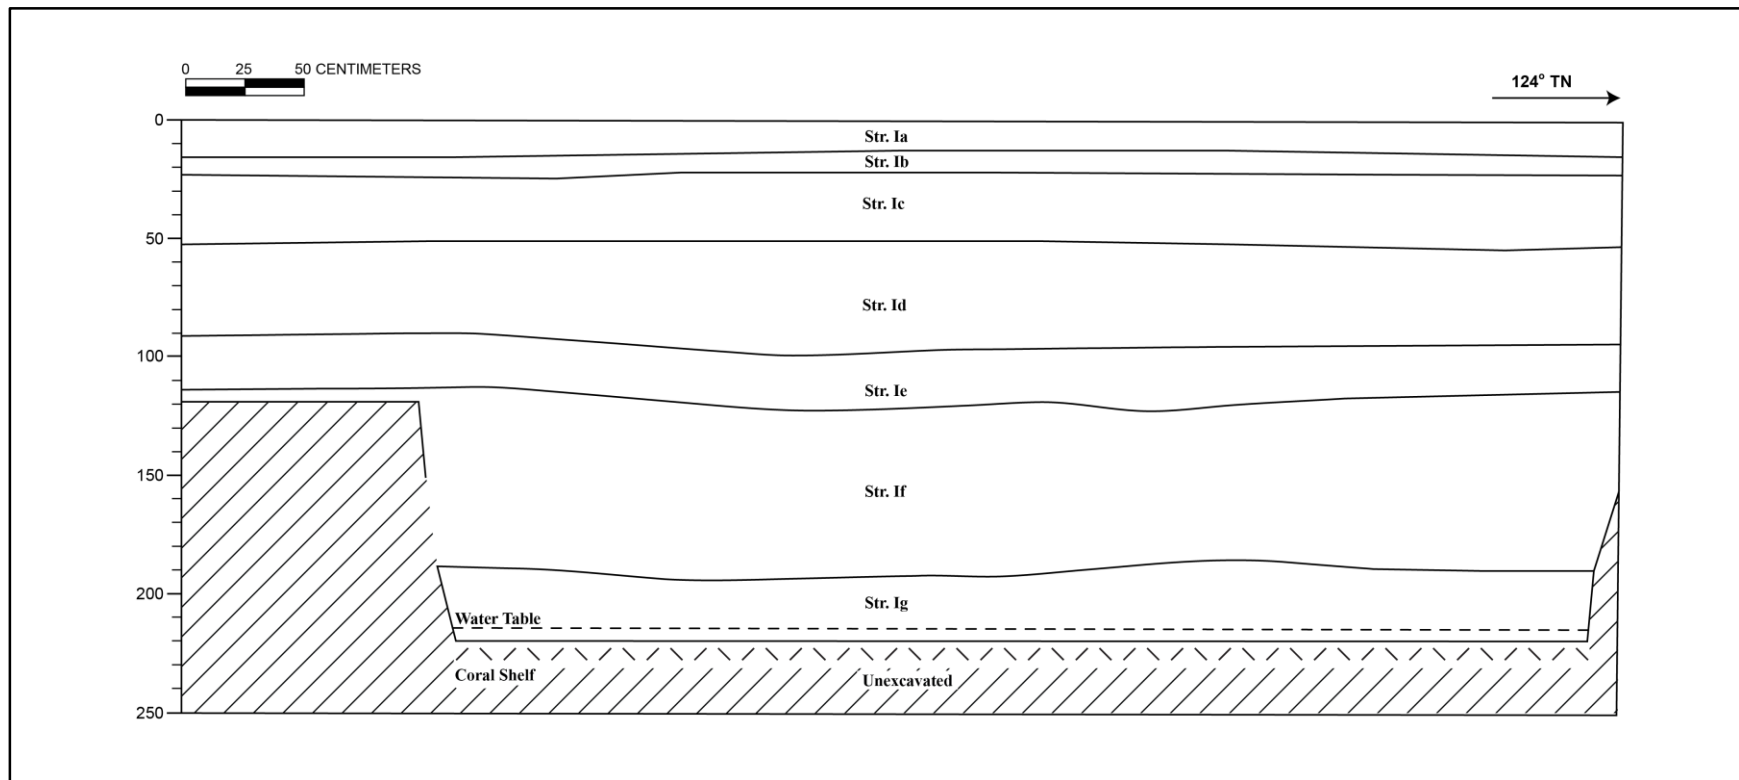 0 25 50 CENTIMETERS
124° TN
0
Str. Ia
Str. Ib
Str. Ic
50
Str. Id
100
Str. Ie
150
Str. If
200
Str. Ig
Water Table
Coral Shelf
Unexcavated
250